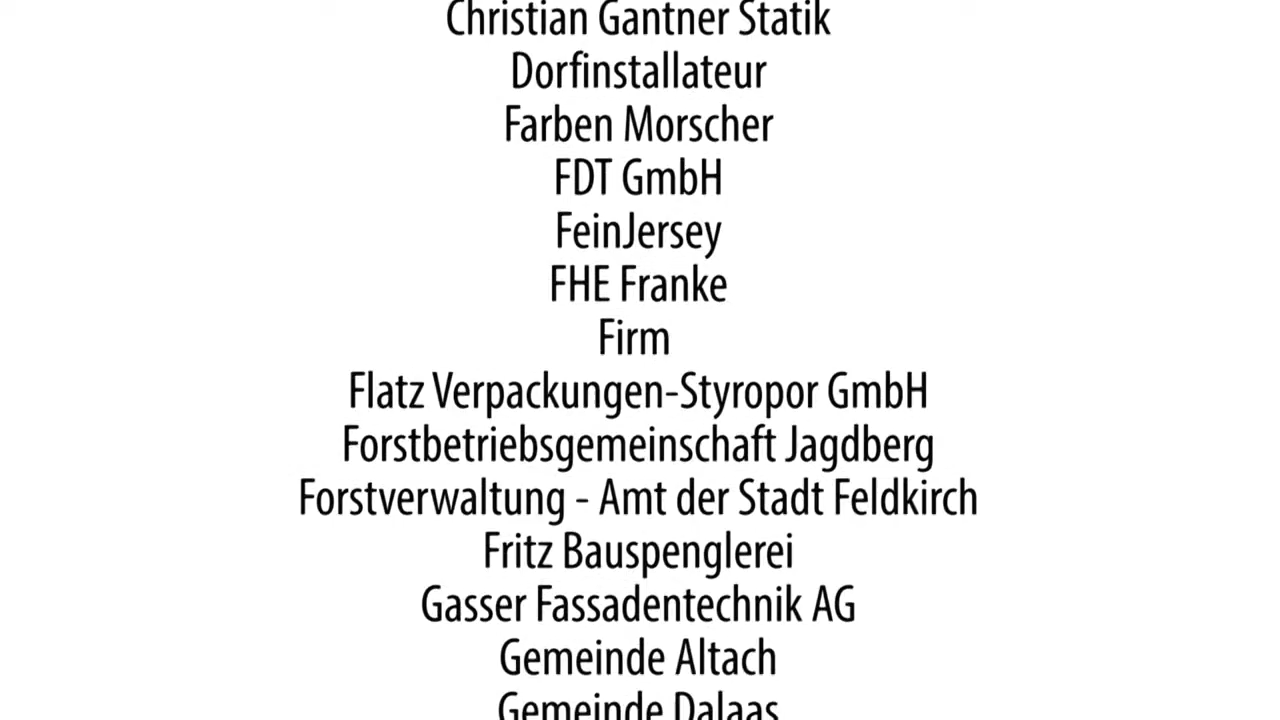 Christian Gantner Statik
Dorfinstallateur
Farben Morscher
FDT GmbH
FeinJersey
FHE Franke
Firm
Flatz Verpackungen-Styropor GmbH
Forstbetriebsgemeinschaft Jagdberg
Forstverwaltung - Amt der Stadt Feldkirch
Fritz Bauspenglerei
Gasser Fassadentechnik AG
Gemeinde Altach
Gemeinde Dalaas